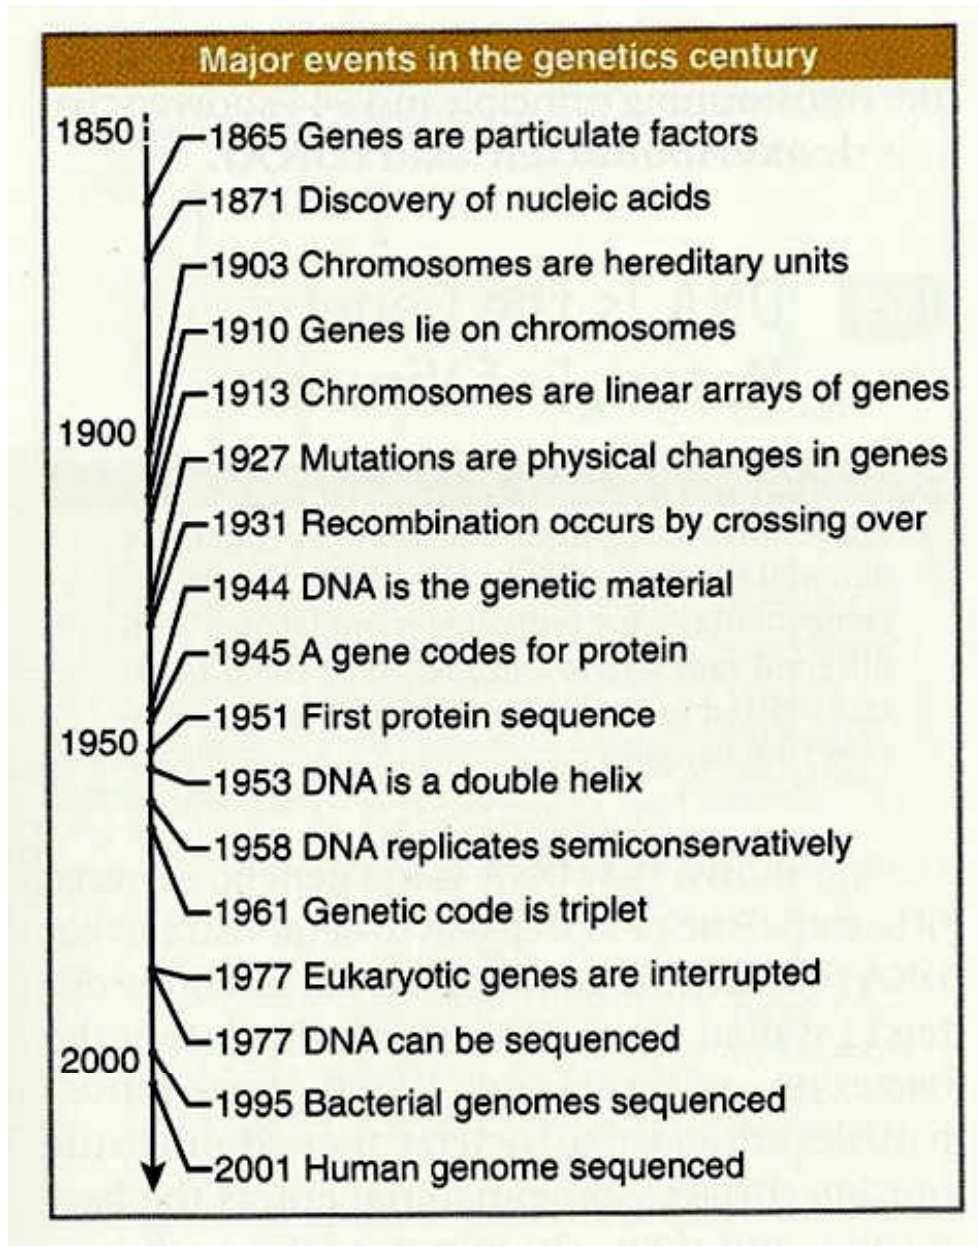 Major events in the genetics century
1850
1865 Genes are particulate factors
1871 Discovery of nucleic acids
1903 Chromosomes are hereditary units
1910 Genes lie on chromosomes
1913 Chromosomes are linear arrays of genes
1900
1927 Mutations are physical changes in genes
1931 Recombination occurs by crossing over
1944 DNA is the genetic material
1945 A gene codes for protein
1951 First protein sequence
1950
1953 DNA is a double helix
1958 DNA replicates semiconservatively
1961 Genetic code is triplet
1977 Eukaryotic genes are interrupted
1977 DNA can be sequenced
2000
1995 Bacterial genomes sequenced
2001 Human genome sequenced